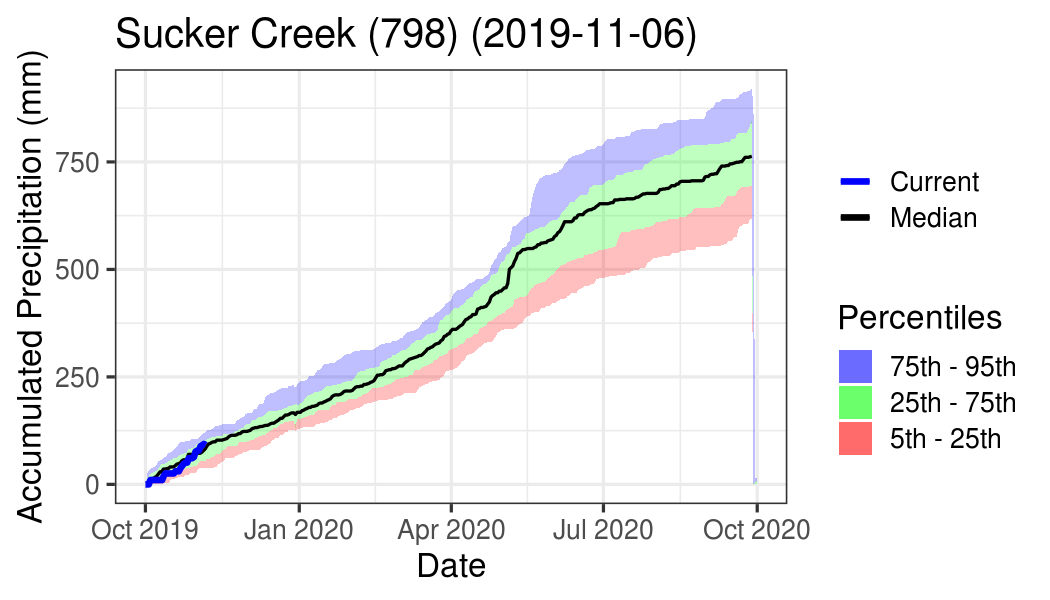 Sucker Creek (798) (2019-11-06)
Accumulated Precipitation (mm)
750
500
250
0
Oct 2019 Jan 2020 Apr 2020 Jul 2020 Oct 2020
Date
Current
Median
Percentiles
75th - 95th
25th - 75th
5th - 25th